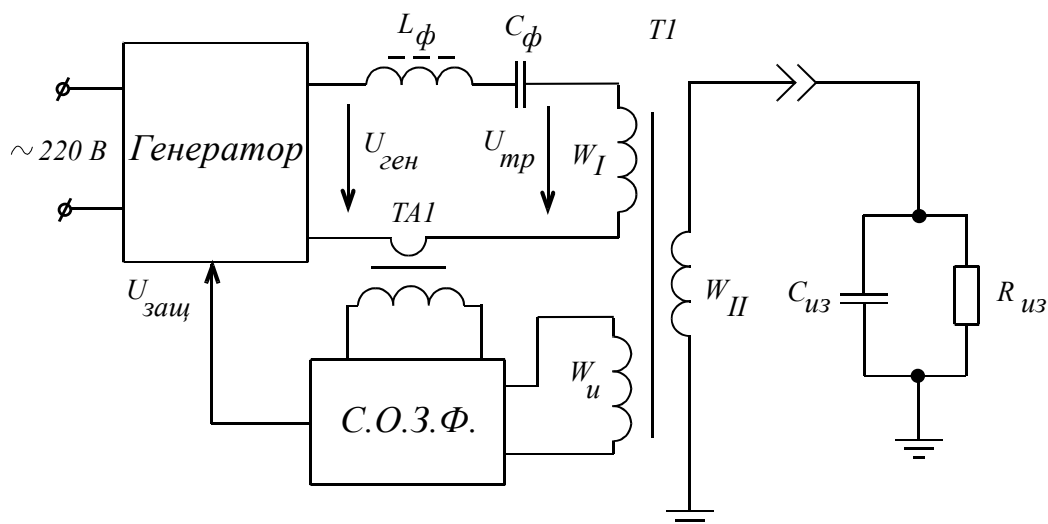 L_ф
C_ф
T1
~ 220 В
Генератор
U_ген
U_тр
W_I
TA1
U_защ
W_II
C_из
R_из
W_и
С.О.З.Ф.